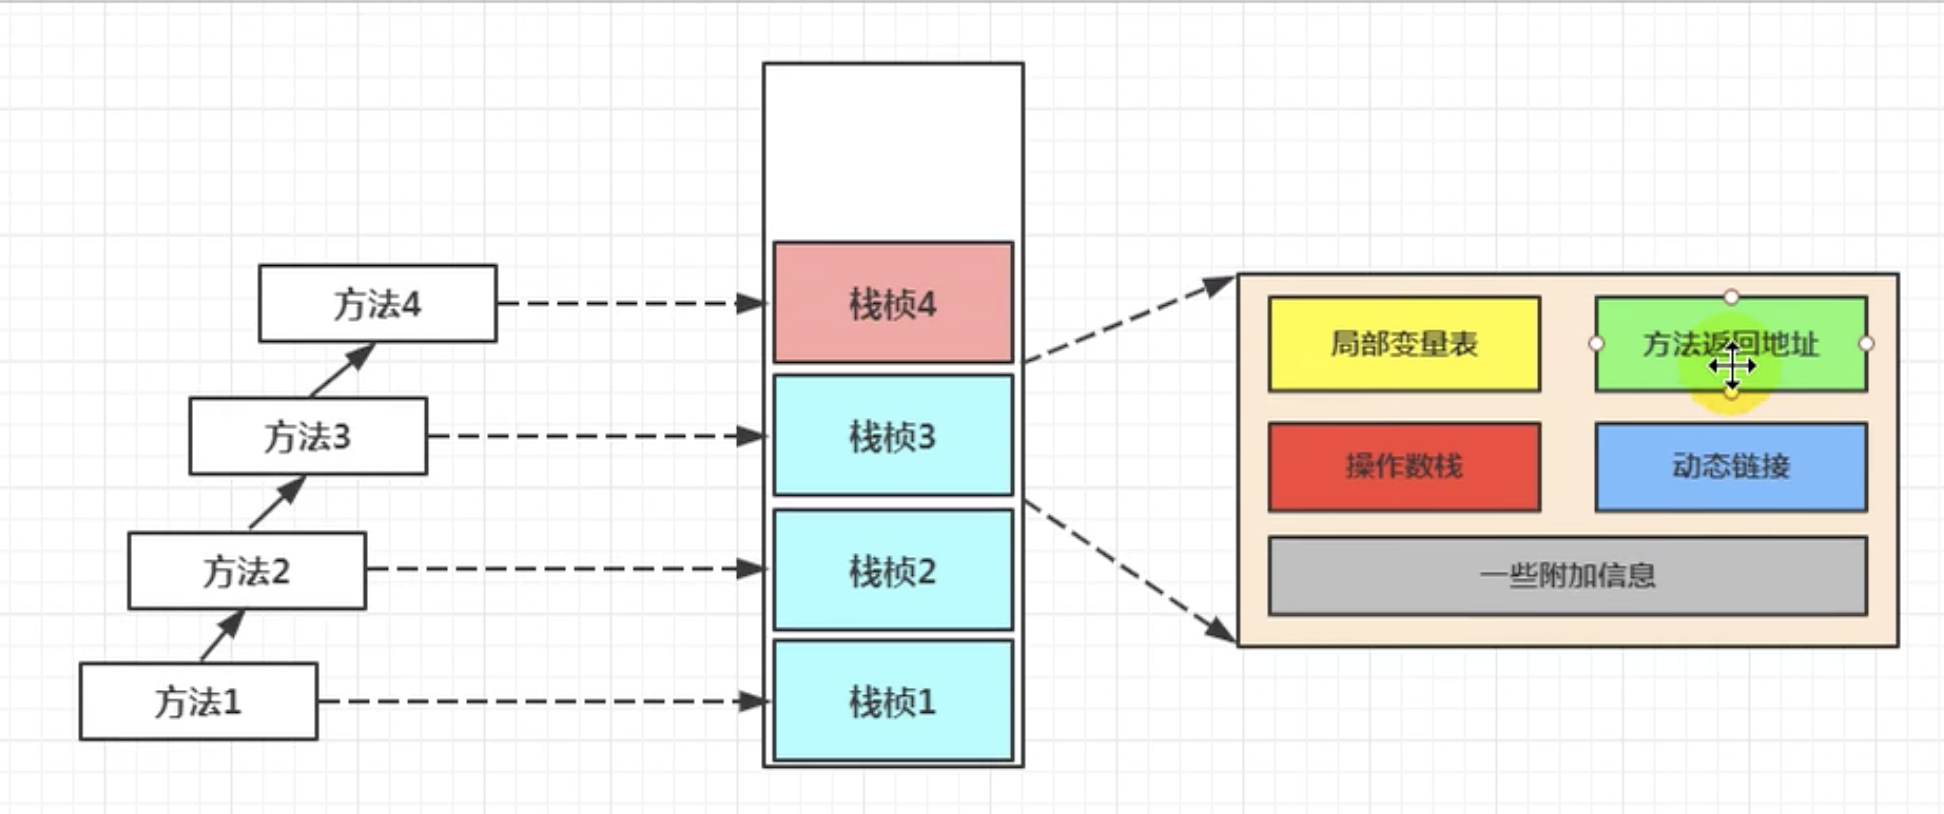 方法4
方法3
方法2
方法1
栈桢4
栈桢3
栈桢2
栈桢1
局部变量表
方法返回地址
操作数栈
动态链接
一些附加信息